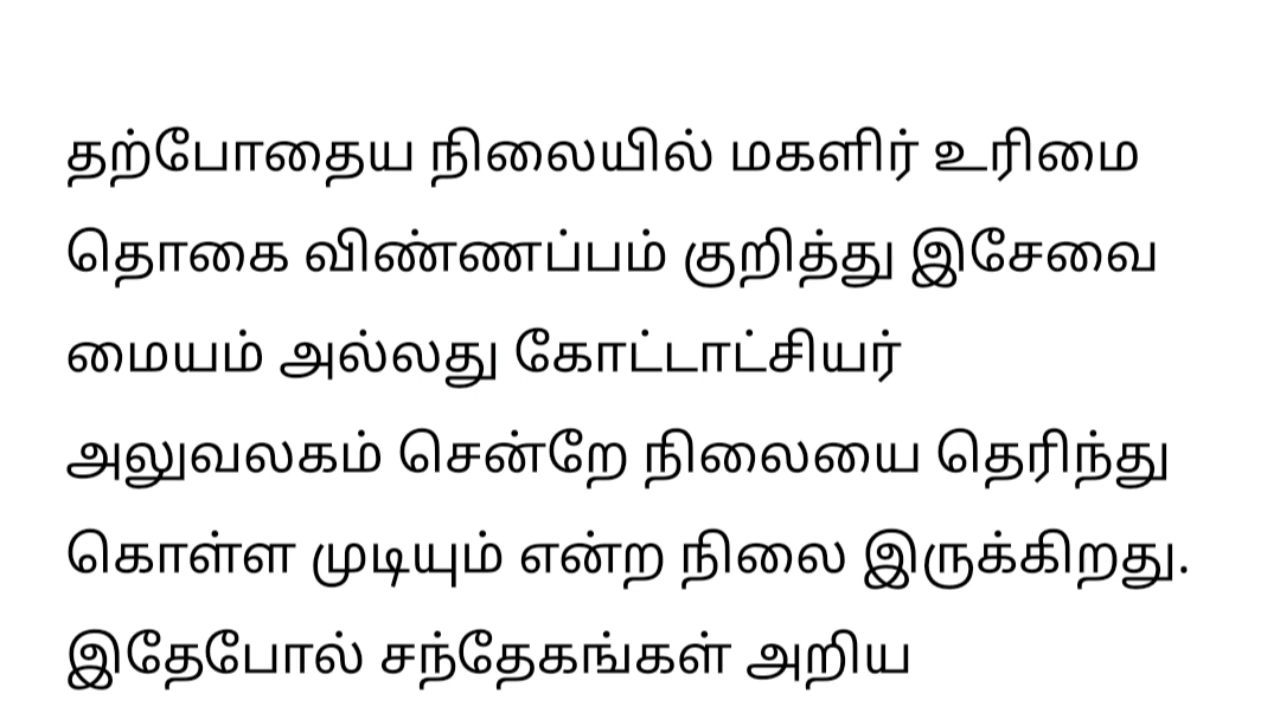 தற்போதைய நிலையில் மகளிர் உரிமை
தொகை விண்ணப்பம் குறித்து இசேவை
மையம் அல்லது கோட்டாட்சியர்
அலுவலகம் சென்றே நிலையை தெரிந்து
கொள்ள முடியும் என்ற நிலை இருக்கிறது.
இதேபோல் சந்தேகங்கள் அறிய